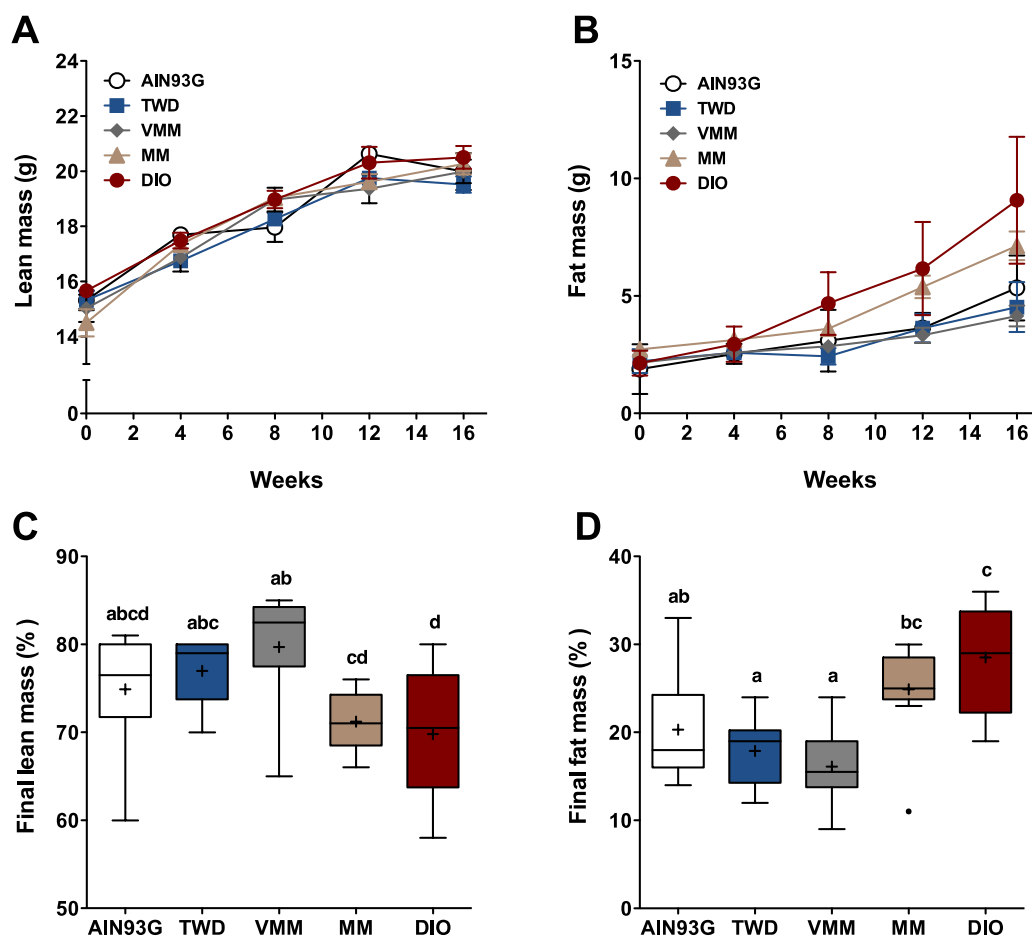 A
Lean mass (g)
24
22
20
18
16
14
0
AIN93G
TWD
VMM
MM
DIO
0 2 4 6 8 10 12 14 16
Weeks
B
Fat mass (g)
15
10
5
0
AIN93G
TWD
VMM
MM
DIO
0 2 4 6 8 10 12 14 16
Weeks
C
Final lean mass (% )
90
80
70
60
50
abcd
abc
ab
cd
d
AIN93G TWD VMM MM DIO
D
Final fat mass (% )
40
30
20
10
0
ab
a
a
bc
c
AIN93G TWD VMM MM DIO